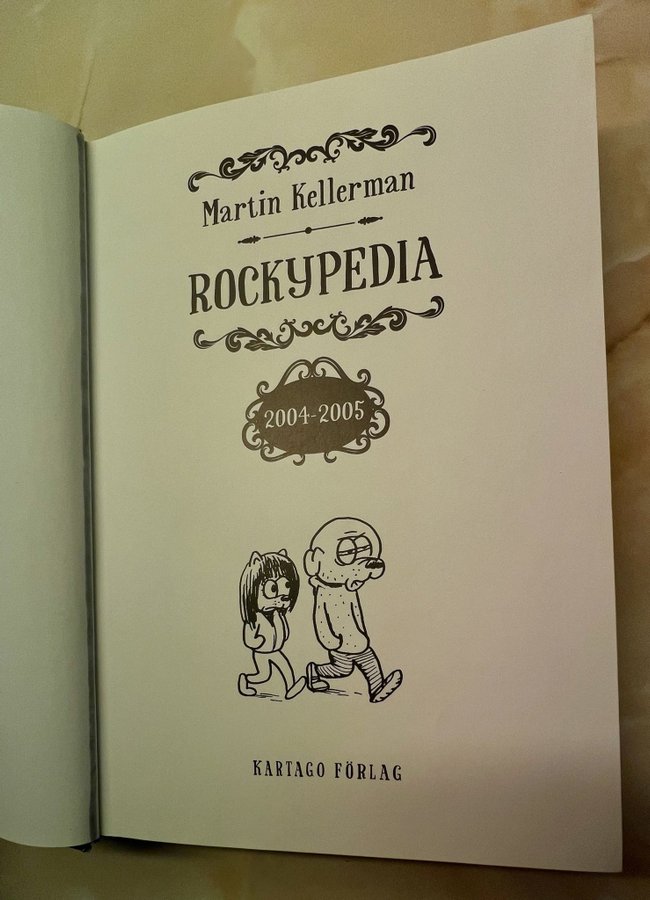 Martin Kellerman
ROCKYPEDIA
2004-2005
KARTAGO FÖRLAG